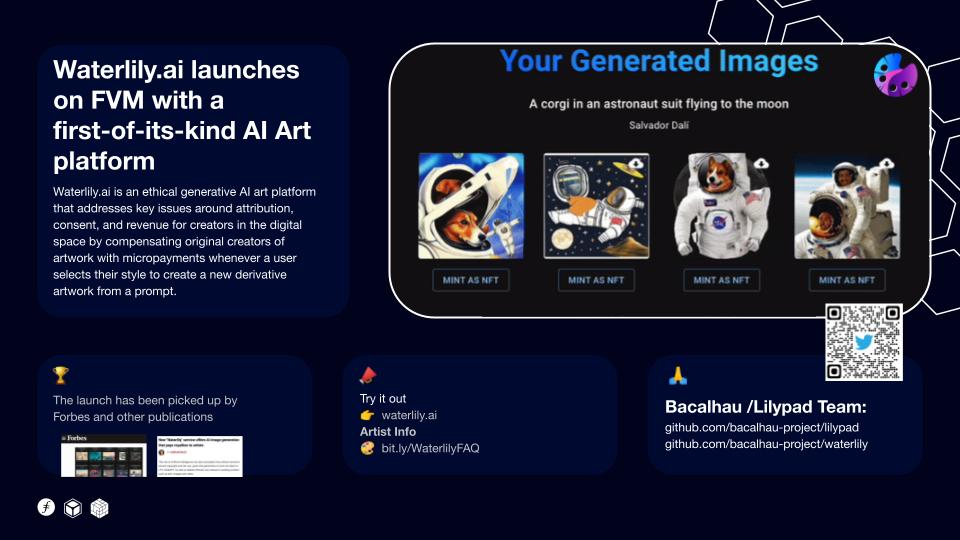 Waterlily.ai launches
on FVM with a
first-of-its-kind AI Art
platform
Waterlily.ai is an ethical generative AI art platform
that addresses key issues around attribution,
consent, and revenue for creators in the digital
space by compensating original creators of
artwork with micropayments whenever a user
selects their style to create a new derivative
artwork from a prompt.
Your Generated Images
A corgi in an astronaut suit flying to the moon
Salvador Dalí
MINT AS NFT
MINT AS NFT
MINT AS NFT
MINT AS NFT
The launch has been picked up by
Forbes and other publications
Forbes
New "Waterlily" service offers AI image generation
that pays royalties to artists
Try it out
👉 waterlily.ai
Artist Info
🎨 bit.ly/WaterlilyFAQ
Bacalhau /Lilypad Team:
github.com/bacalhau-project/lilypad
github.com/bacalhau-project/waterlily